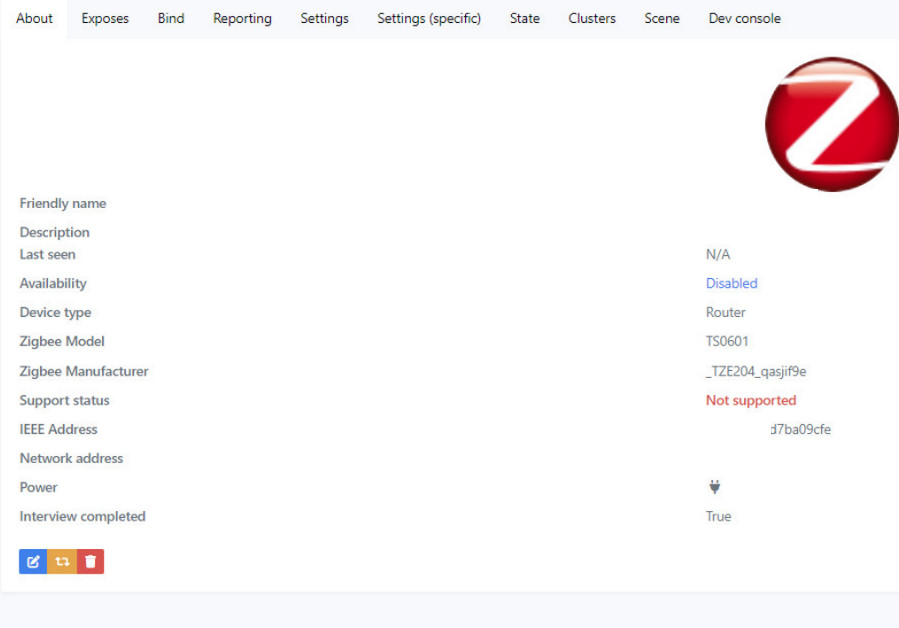 About Exposes Bind Reporting Settings Settings (specific) State Clusters Scene Dev console
Friendly name
Description
Last seen N/A
Availability Disabled
Device type Router
Zigbee Model TS0601
Zigbee Manufacturer _TZE204_qasjif9e
Support status Not supported
IEEE Address d7ba09cfe
Network address
Power
Interview completed True